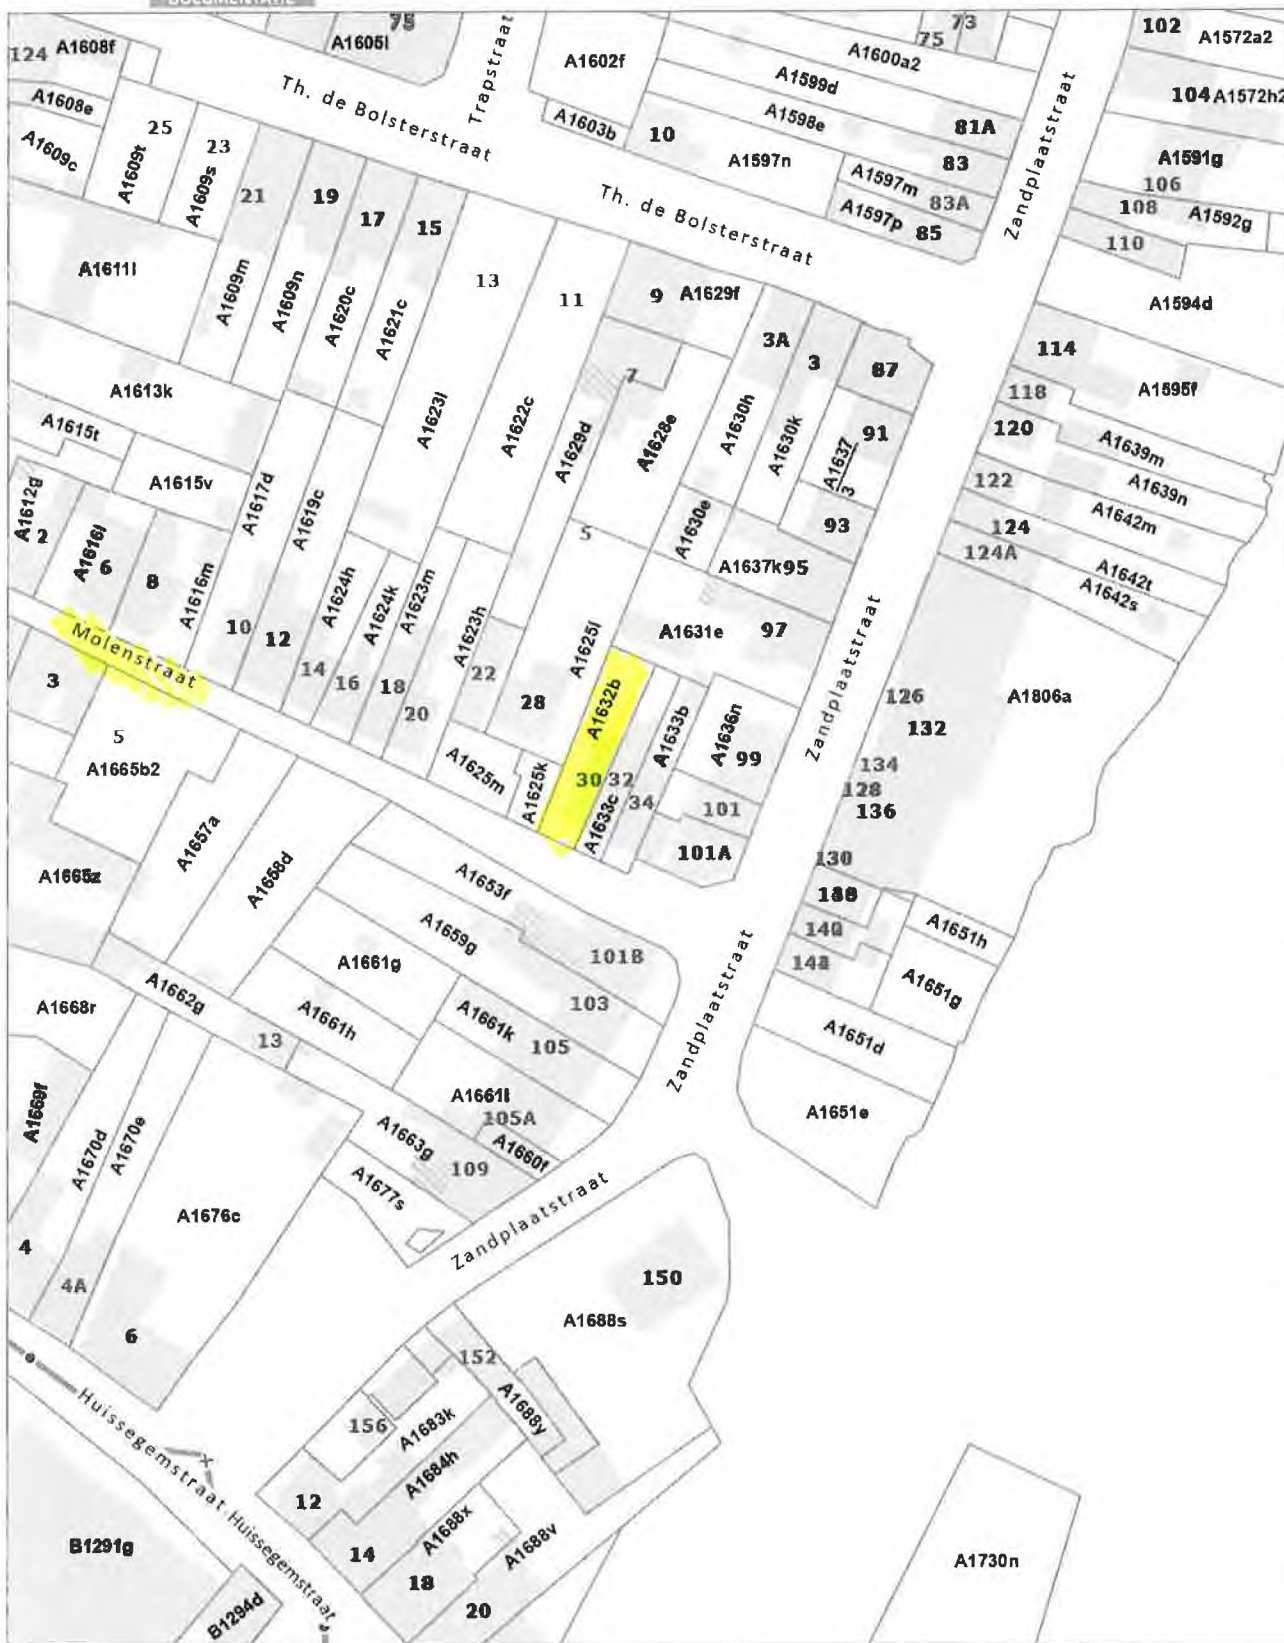 75
73
75
102
A1572a2
124
A1608f
A1605l
A1602f
A1600a2
Trapstraat
Th. de Bolsterstraat
A1599d
104 A1572h2
A1608e
25
23
A1603b
10
A1598e
81A
Zandplaatstraat
A1609c
A1609t
A1609s
A1597n
83
A1591g
106
21
19
17
15
A1597m
83A
108
A1592g
Th. de Bolsterstraat
A1597p
85
110
A1611l
A1609m
A1609n
A1620c
A1621c
13
11
9
A1629f
A1594d
3A
3
87
114
A1613k
7
118
A1595f
A1623l
A1622c
A1629d
A1628e
A1630h
A1630k
A1637
3
91
120
A1639m
A1615t
A1615v
122
A1639n
A1612g
2
A1617d
A1619c
A1630e
93
124
A1642m
5
124A
A1616l
6
8
A1616m
A1624h
A1624k
A1623m
A1637k 95
A1642t
A1642s
A1623h
A1625l
A1631e
97
Zandplaatstraat
Molenstraat
10
12
14
16
18
20
22
28
A1632b
A1633b
A1636n
99
126
132
A1806a
3
5
A1665b2
A1625m
A1625k
30
32
34
A1633c
101
101A
134
128
136
130
A1657a
A1658d
A1653f
A1665z
140
A1651h
A1659g
101B
Zandplaatstraat
A1661g
A1651g
A1668r
A1662g
103
A1661h
A1661k
105
A1651d
13
A1669f
A1670d
A1670e
A1661l
105A
A1660f
A1651e
A1663g
109
A1677s
A1676c
Zandplaatstraat
4
4A
6
150
A1688s
152
A1688y
156
A1683k
A1684h
Huissegemstraat
Huissegemstraat
12
14
A1688x
18
A1688v
20
B1291g
B1294d
A1730n